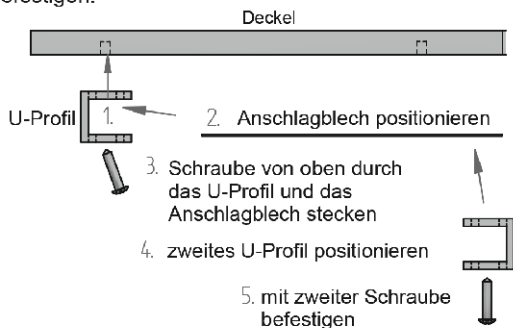 Deckel
U-Profil
1.
2. Anschlagblech positionieren
3. Schraube von oben durch
das U-Profil und das
Anschlagblech stecken
4. zweites U-Profil positionieren
5. mit zweiter Schraube
befestigen